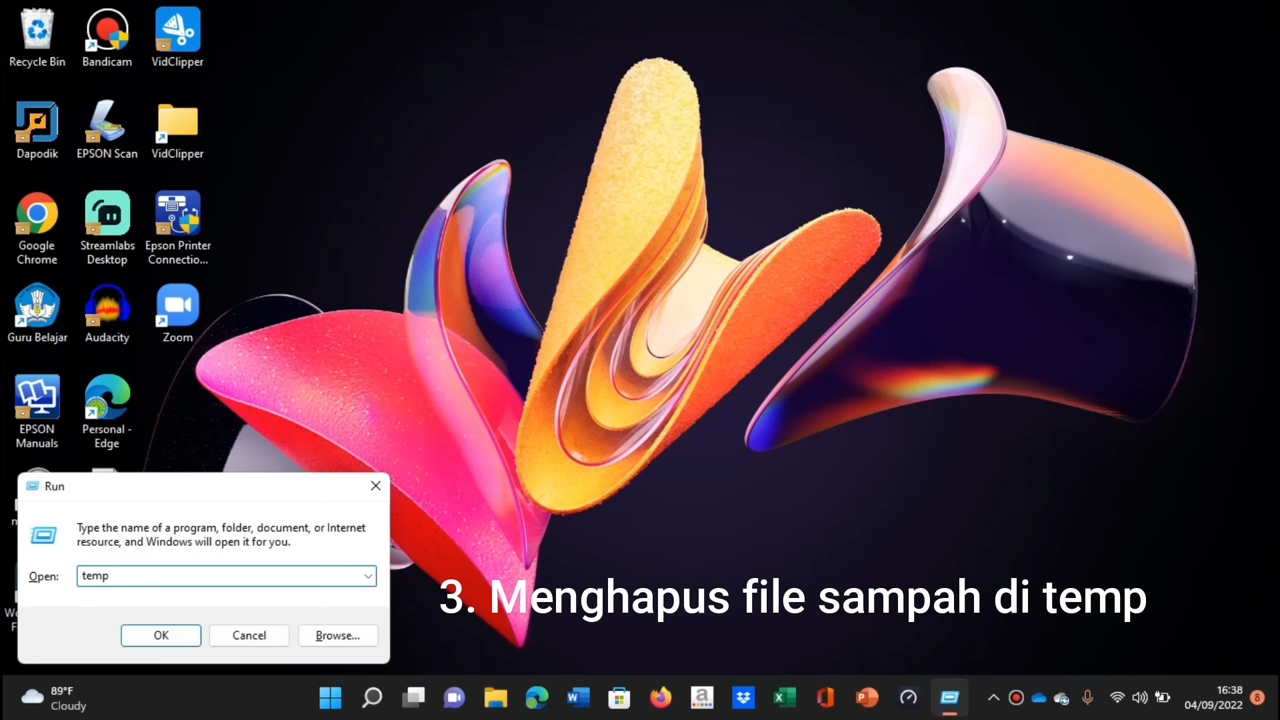 Recycle Bin
Bandicam
VidClipper
Dapodik
EPSON Scan
VidClipper
Google
Chrome
Streamlabs
Desktop
Epson Printer
Connectio...
Guru Belajar
Audacity
Zoom
EPSON
Manuals
Personal -
Edge
Run
Type the name of a program, folder, document, or Internet
resource, and Windows will open it for you.
Open:
temp
OK
Cancel
Browse...
3. Menghapus file sampah di temp
89°F
Cloudy
16:38
04/09/2022
8